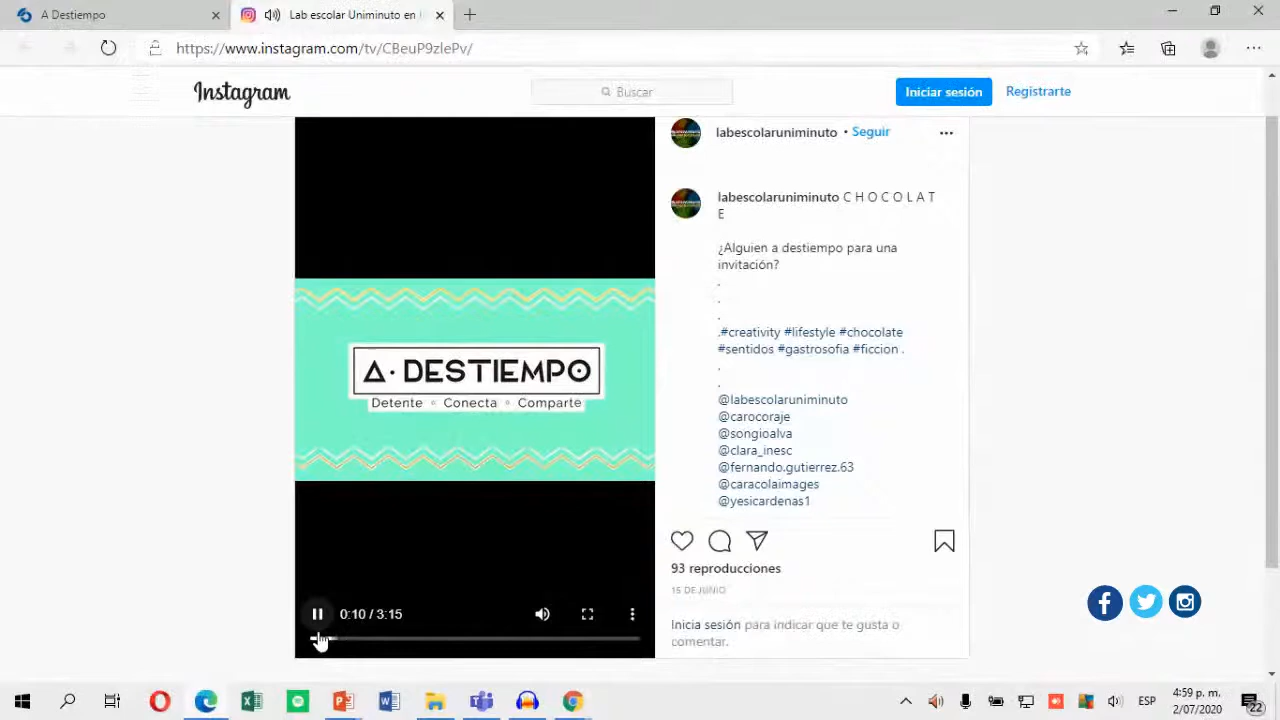 A Destiempo
Lab escolar Uniminuto en
https://www.instagram.com/tv/CBeuP9zlePv/
Instagram
Buscar
Iniciar sesión
Registrarte
labescolaruniminuto • Seguir
labescolaruniminuto C H O C O L A T
E
¿Alguien a destiempo para una
invitación?
.
.
.
.#creativity #lifestyle #chocolate
#sentidos #gastrosofia #ficcion .
.
.
@labescolaruniminuto
@carocoraje
@songioalva
@clara_inesc
@fernando.gutierrez.63
@caracolaimages
@yesicardenas1
A · DESTIEMPO
Detente ◦ Conecta ◦ Comparte
93 reproducciones
15 DE JUNIO
0:10 / 3:15
Inicia sesión para indicar que te gusta o
comentar.
ESP
4:59 p. m.
2/07/2020
22